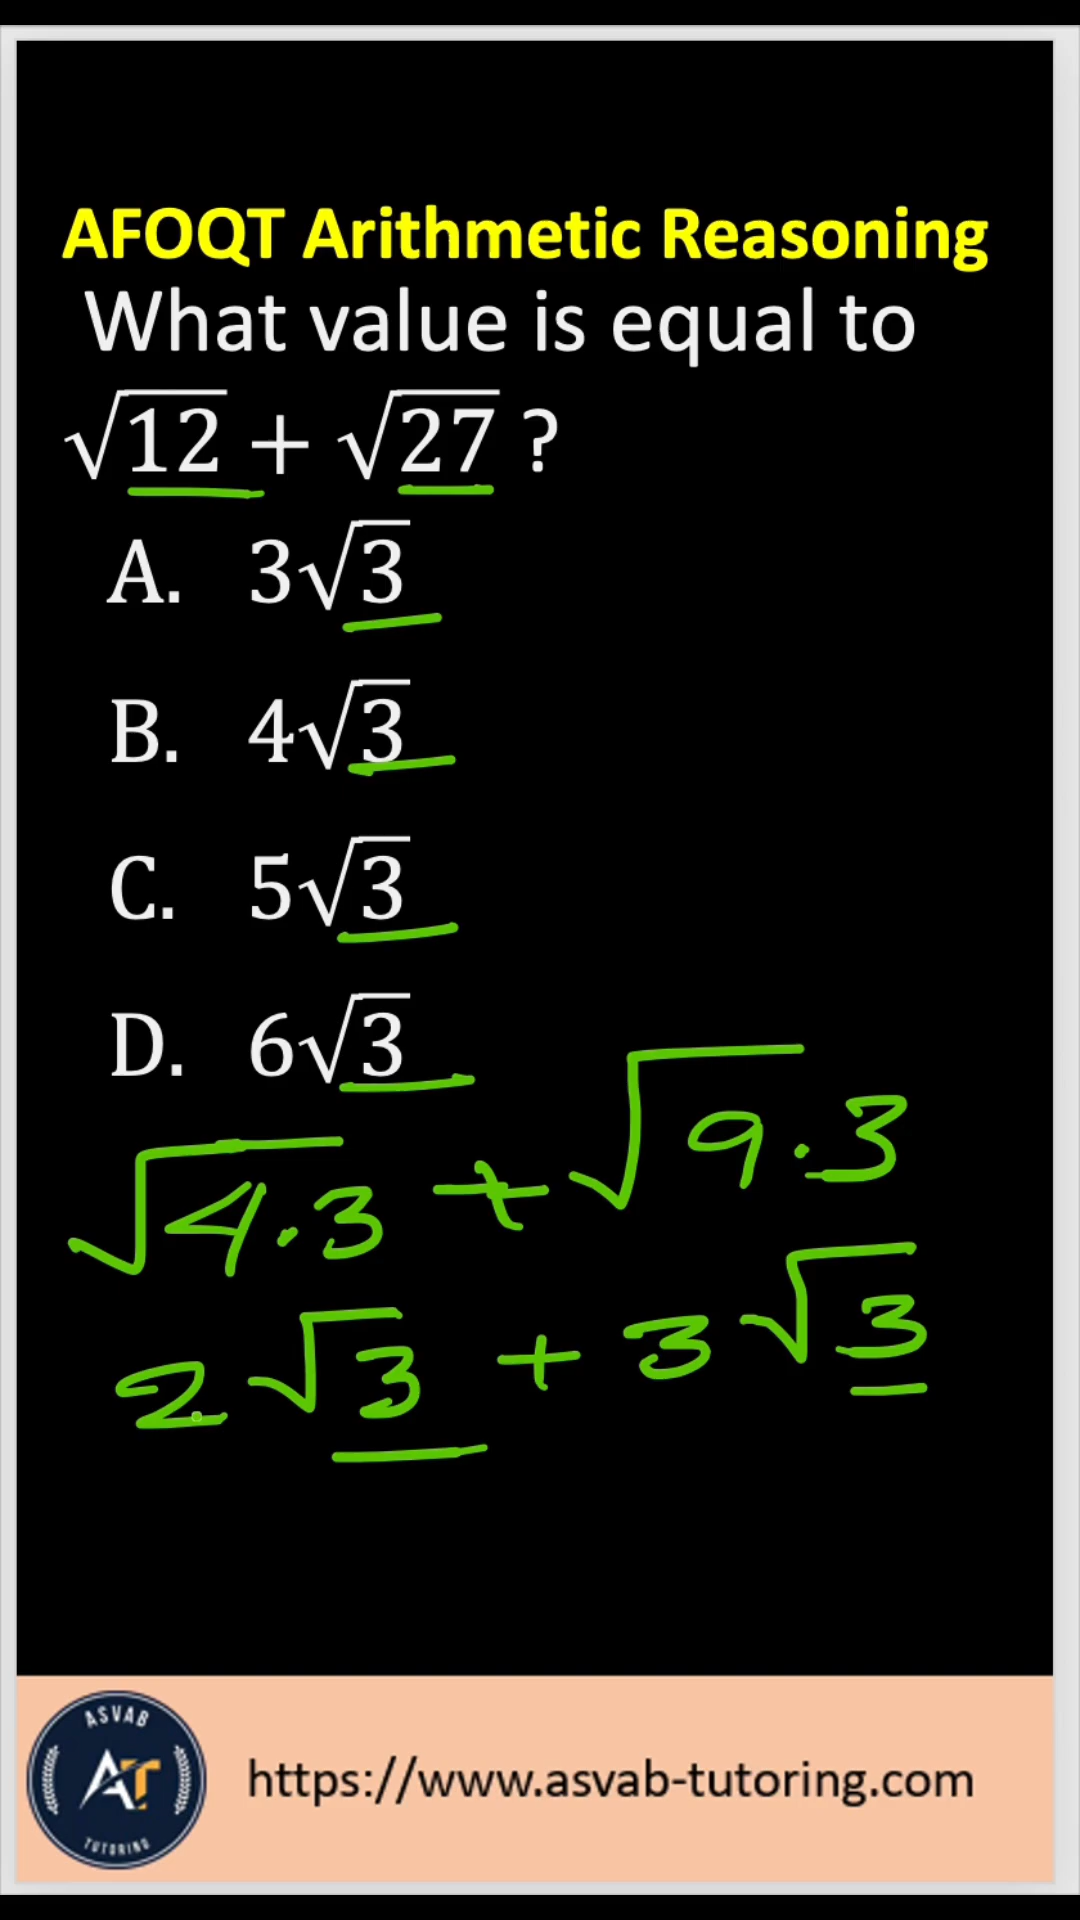 AFOQT Arithmetic Reasoning
What value is equal to
√12 + √27 ?
A. 3√3
B. 4√3
C. 5√3
D. 6√3
√4·3 + √9·3
2√3 + 3√3
ASVAB
AT
TUTORING
https://www.asvab-tutoring.com